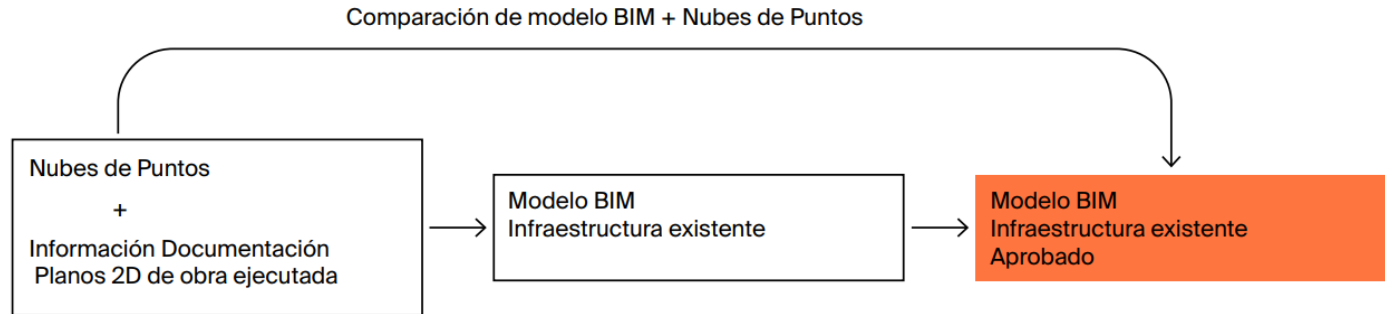 Comparación de modelo BIM + Nubes de Puntos
Nubes de Puntos
+
Información Documentación
Planos 2D de obra ejecutada
Modelo BIM
Infraestructura existente
Modelo BIM
Infraestructura existente
Aprobado